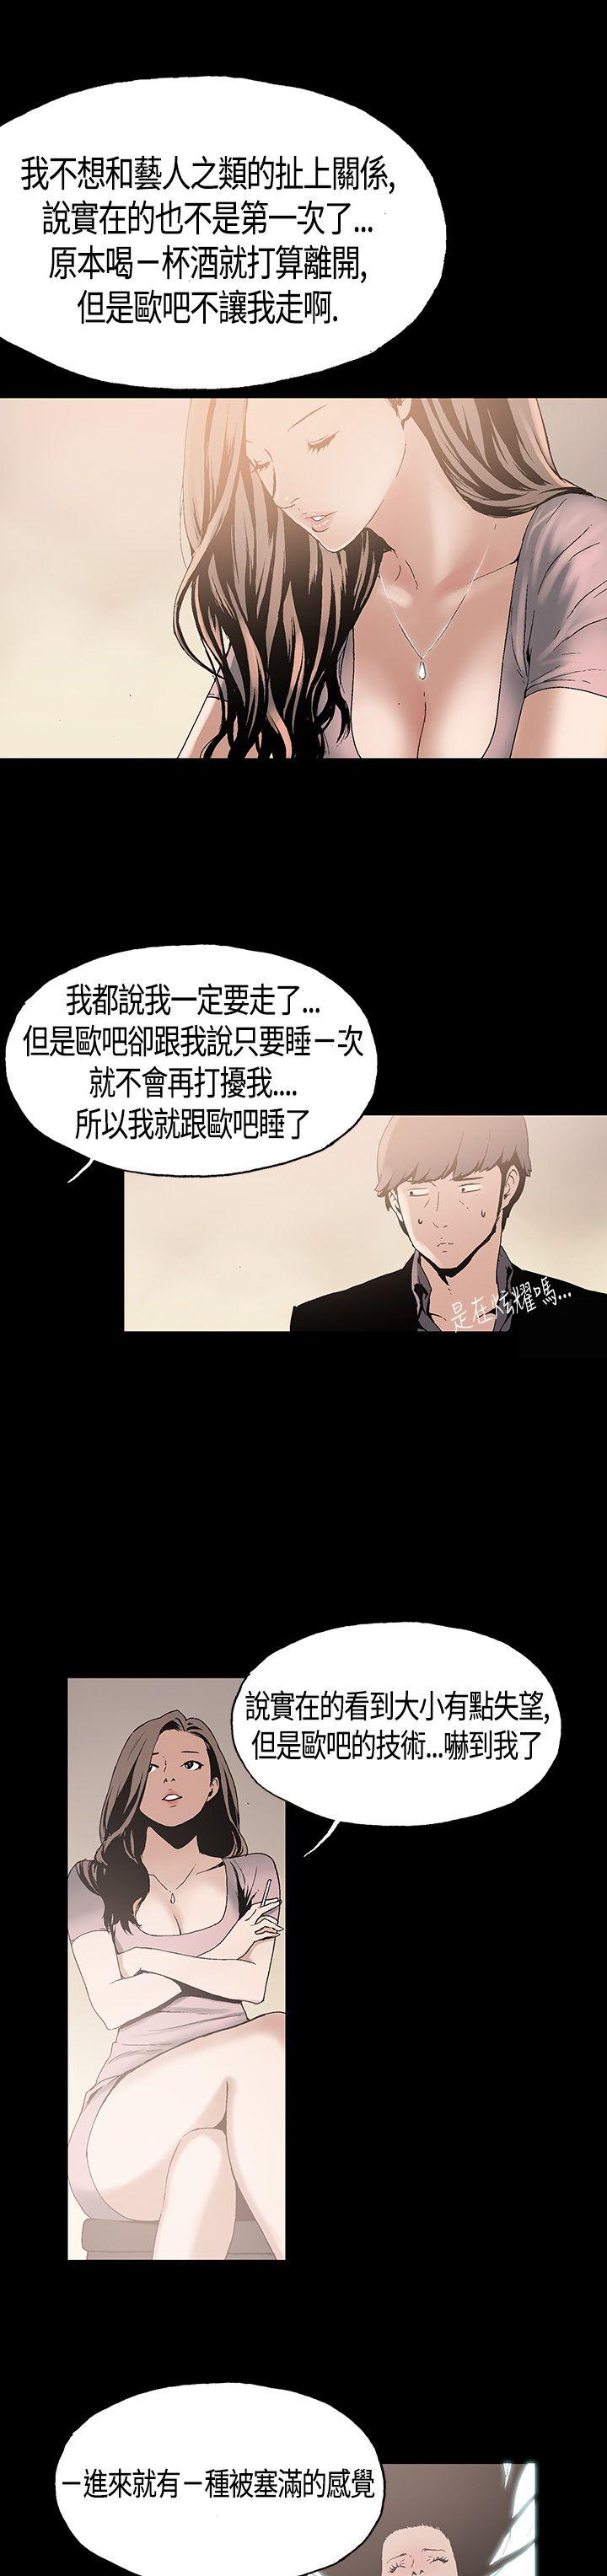 我不想和藝人之類的扯上關係,
說實在的也不是第一次了...
原本喝一杯酒就打算離開,
但是歐吧不讓我走啊.
我都說我一定要走了...
但是歐吧卻跟我說只要睡一次
就不會再打擾我....
所以我就跟歐吧睡了
是在炫耀嗎...
說實在的看到大小有點失望,
但是歐吧的技術...嚇到我了
一進來就有一種被塞滿的感覺